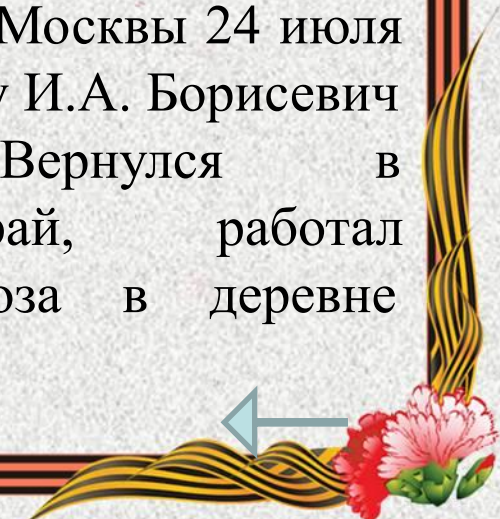 Москвы 24 июля
у И.А. Борисевич
Вернулся в
рай, работал
оза в деревне